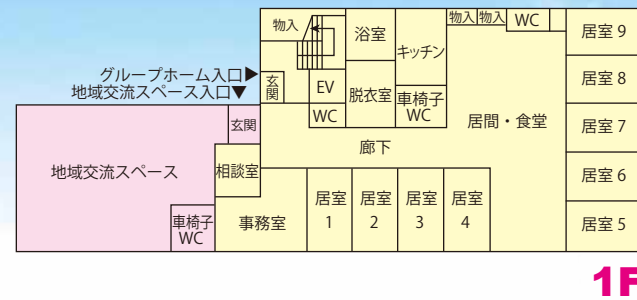 物入
浴室
キッチン
物入
物入
WC
居室 9
グループホーム入口▶
地域交流スペース入口▼
玄関
EV
脱衣室
車椅子
WC
WC
居間・食堂
居室 8
居室 7
玄関
廊下
地域交流スペース
相談室
居室 6
車椅子
WC
事務室
居室
1
居室
2
居室
3
居室
4
居室 5
1F